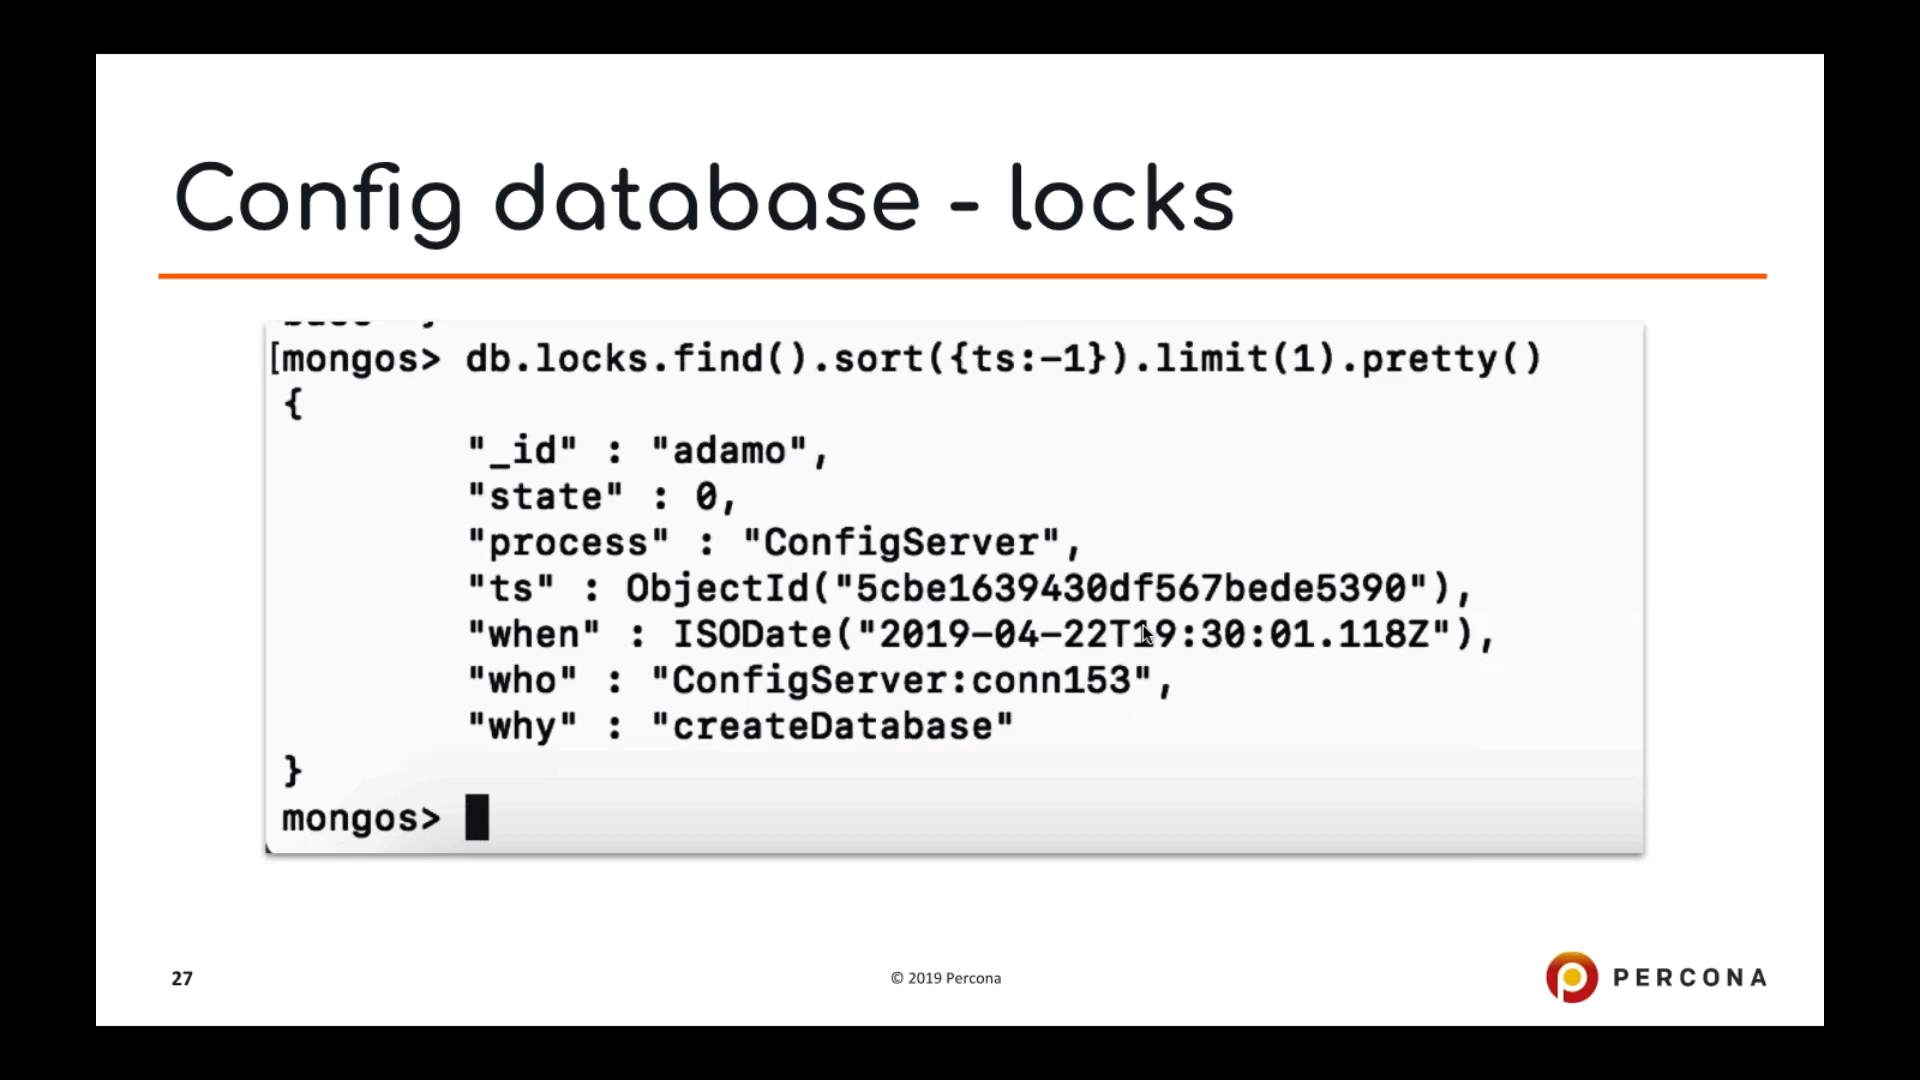 Config database - locks
[mongos> db.locks.find().sort({ts:-1}).limit(1).pretty()
{
"_id" : "adamo",
"state" : 0,
"process" : "ConfigServer",
"ts" : ObjectId("5cbe1639430df567bede5390"),
"when" : ISODate("2019-04-22T19:30:01.118Z"),
"who" : "ConfigServer:conn153",
"why" : "createDatabase"
}
mongos>
27
© 2019 Percona
PERCONA